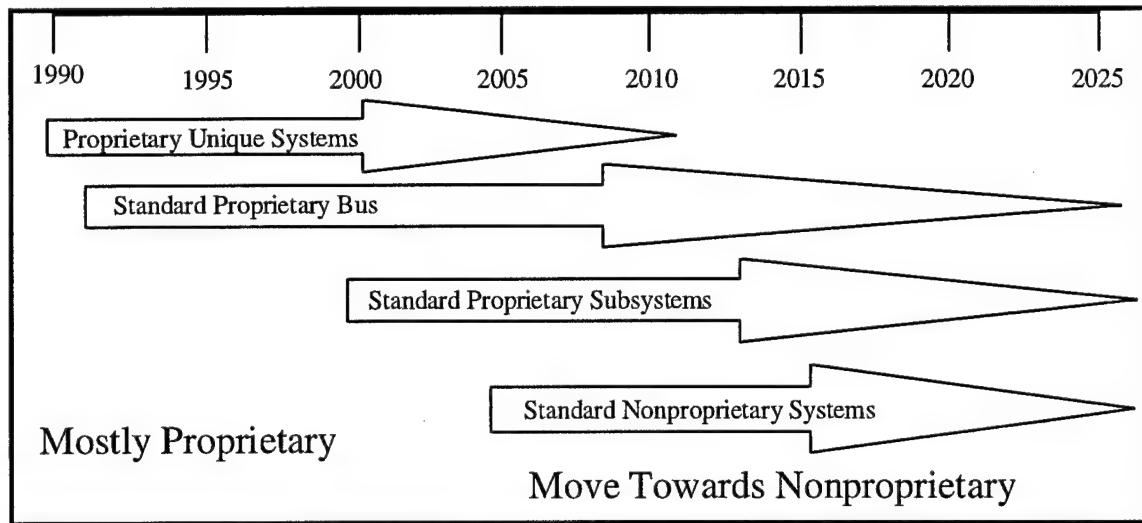 1990 1995 2000 2005 2010 2015 2020 2025
Proprietary Unique Systems
Standard Proprietary Bus
Standard Proprietary Subsystems
Standard Nonproprietary Systems
Mostly Proprietary
Move Towards Nonproprietary